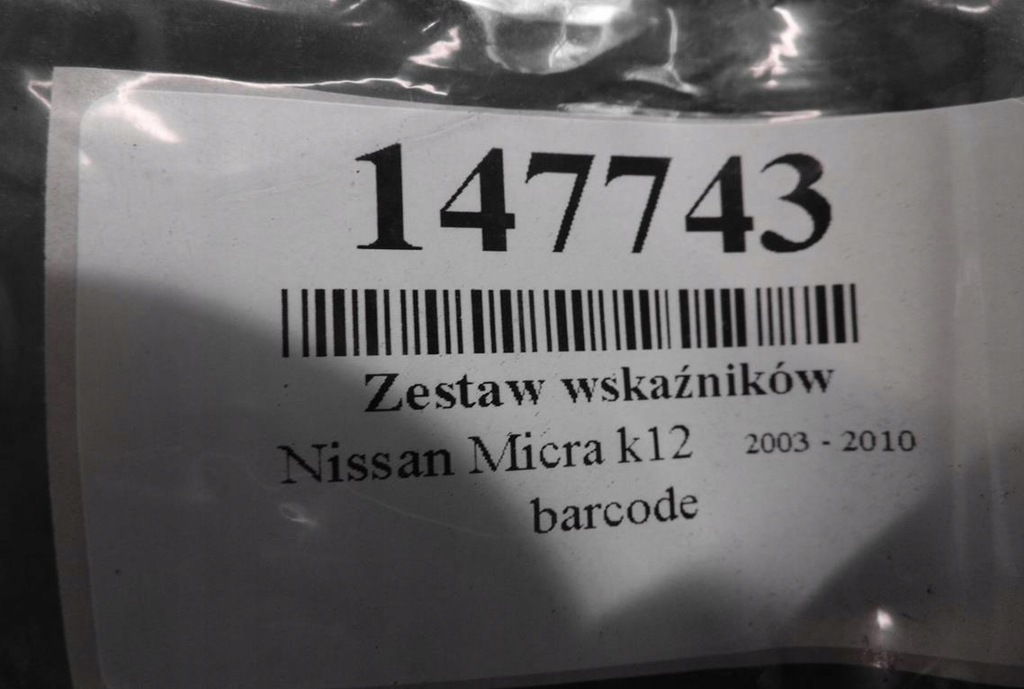 147743
Zestaw wskaźników
Nissan Micra k12 2003 - 2010
barcode